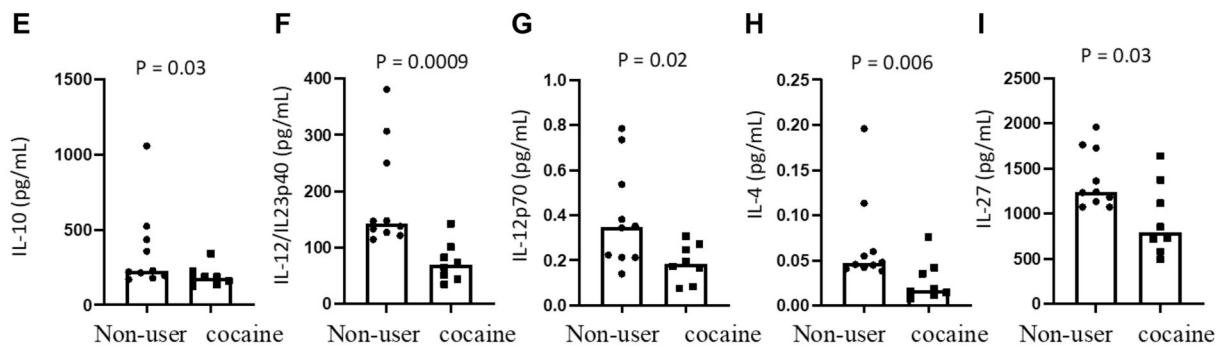 E
IL-10 (pg/mL)
P = 0.03
1500
1000
500
0
Non-user cocaine
F
IL-12/IL23p40 (pg/mL)
P = 0.0009
400
300
200
150
100
50
0
Non-user cocaine
G
IL-12p70 (pg/mL)
P = 0.02
1.0
0.8
0.6
0.4
0.2
0.0
Non-user cocaine
H
IL-4 (pg/mL)
P = 0.006
0.25
0.20
0.15
0.10
0.05
0.00
Non-user cocaine
I
IL-27 (pg/mL)
P = 0.03
2500
2000
1500
1000
500
0
Non-user cocaine